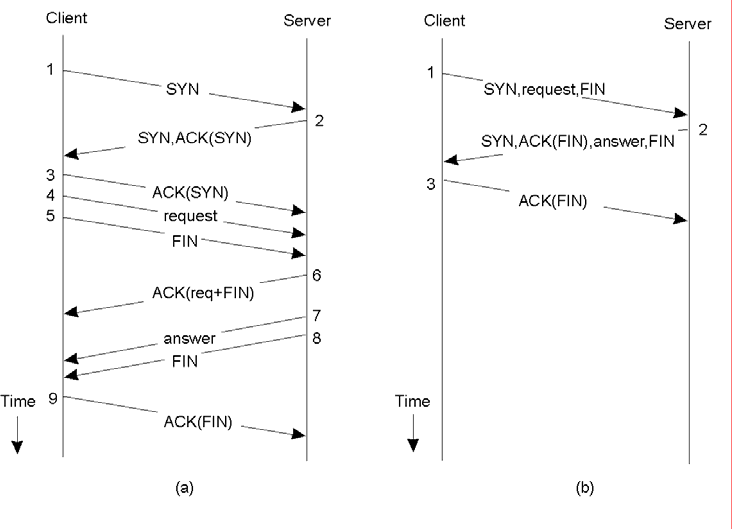 Client
Server
1
SYN
2
SYN,ACK(SYN)
3
ACK(SYN)
4
request
5
FIN
6
ACK(req+FIN)
7
answer
8
FIN
9
ACK(FIN)
Time
(a)
Client
Server
1
SYN,request,FIN
2
SYN,ACK(FIN),answer,FIN
3
ACK(FIN)
Time
(b)